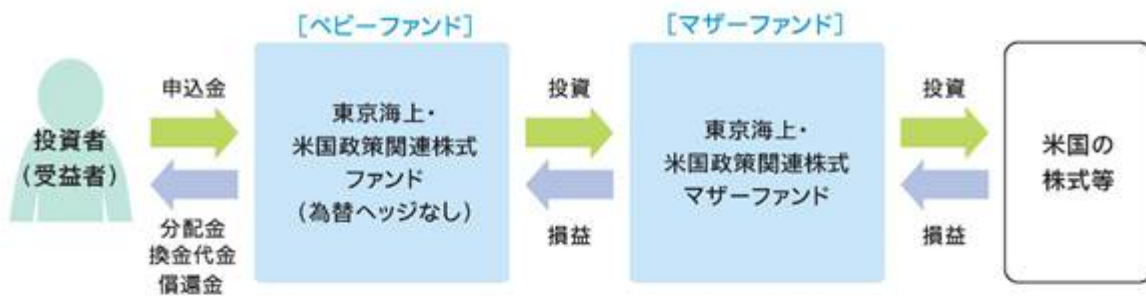 [ベビーファンド]
[マザーファンド]
投資者
(受益者)
申込金
分配金
換金代金
償還金
東京海上・
米国政策関連株式
ファンド
(為替ヘッジなし)
投資
損益
東京海上・
米国政策関連株式
マザーファンド
投資
損益
米国の
株式等